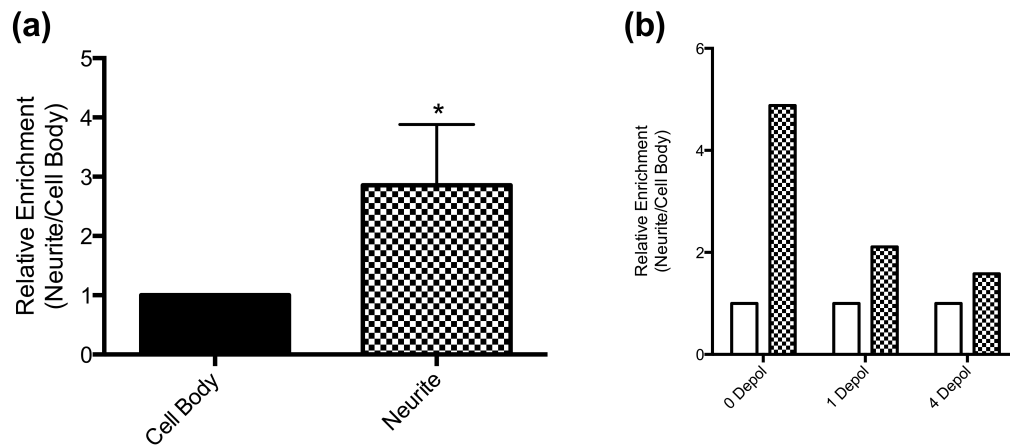 (a)
Relative Enrichment
(Neurite/Cell Body)
5
4
3
2
1
0
*
Cell Body
Neurite
(b)
Relative Enrichment
(Neurite/Cell Body)
6
4
2
0
0 Depol
1 Depol
4 Depol